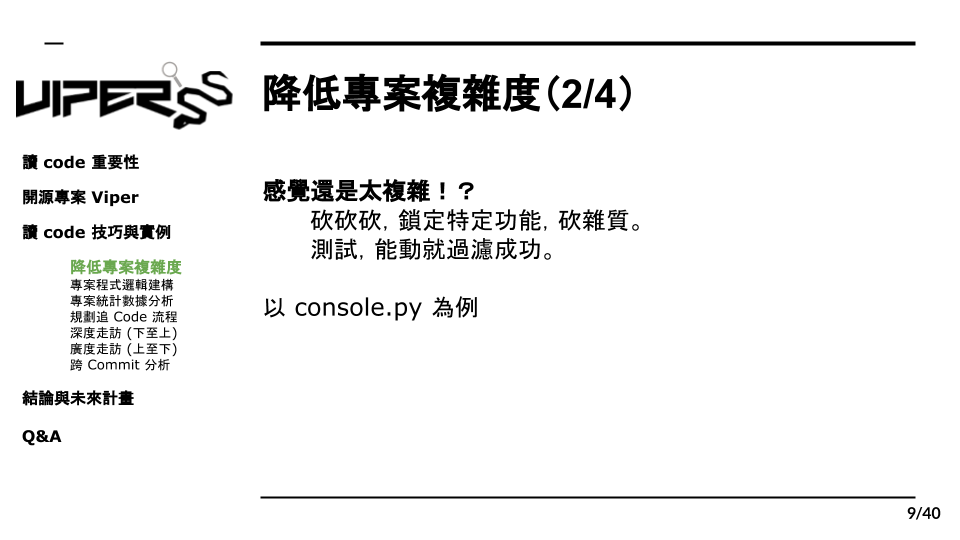 VIPER
讀 code 重要性
開源專案 Viper
讀 code 技巧與實例
降低專案複雜度
專案程式邏輯建構
專案統計數據分析
規劃追 Code 流程
深度走訪 (下至上)
廣度走訪 (上至下)
跨 Commit 分析
結論與未來計畫
Q&A
降低專案複雜度（2/4）
感覺還是太複雜！？
砍砍砍，鎖定特定功能，砍雜質。
測試，能動就過濾成功。
以 console.py 為例
9/40